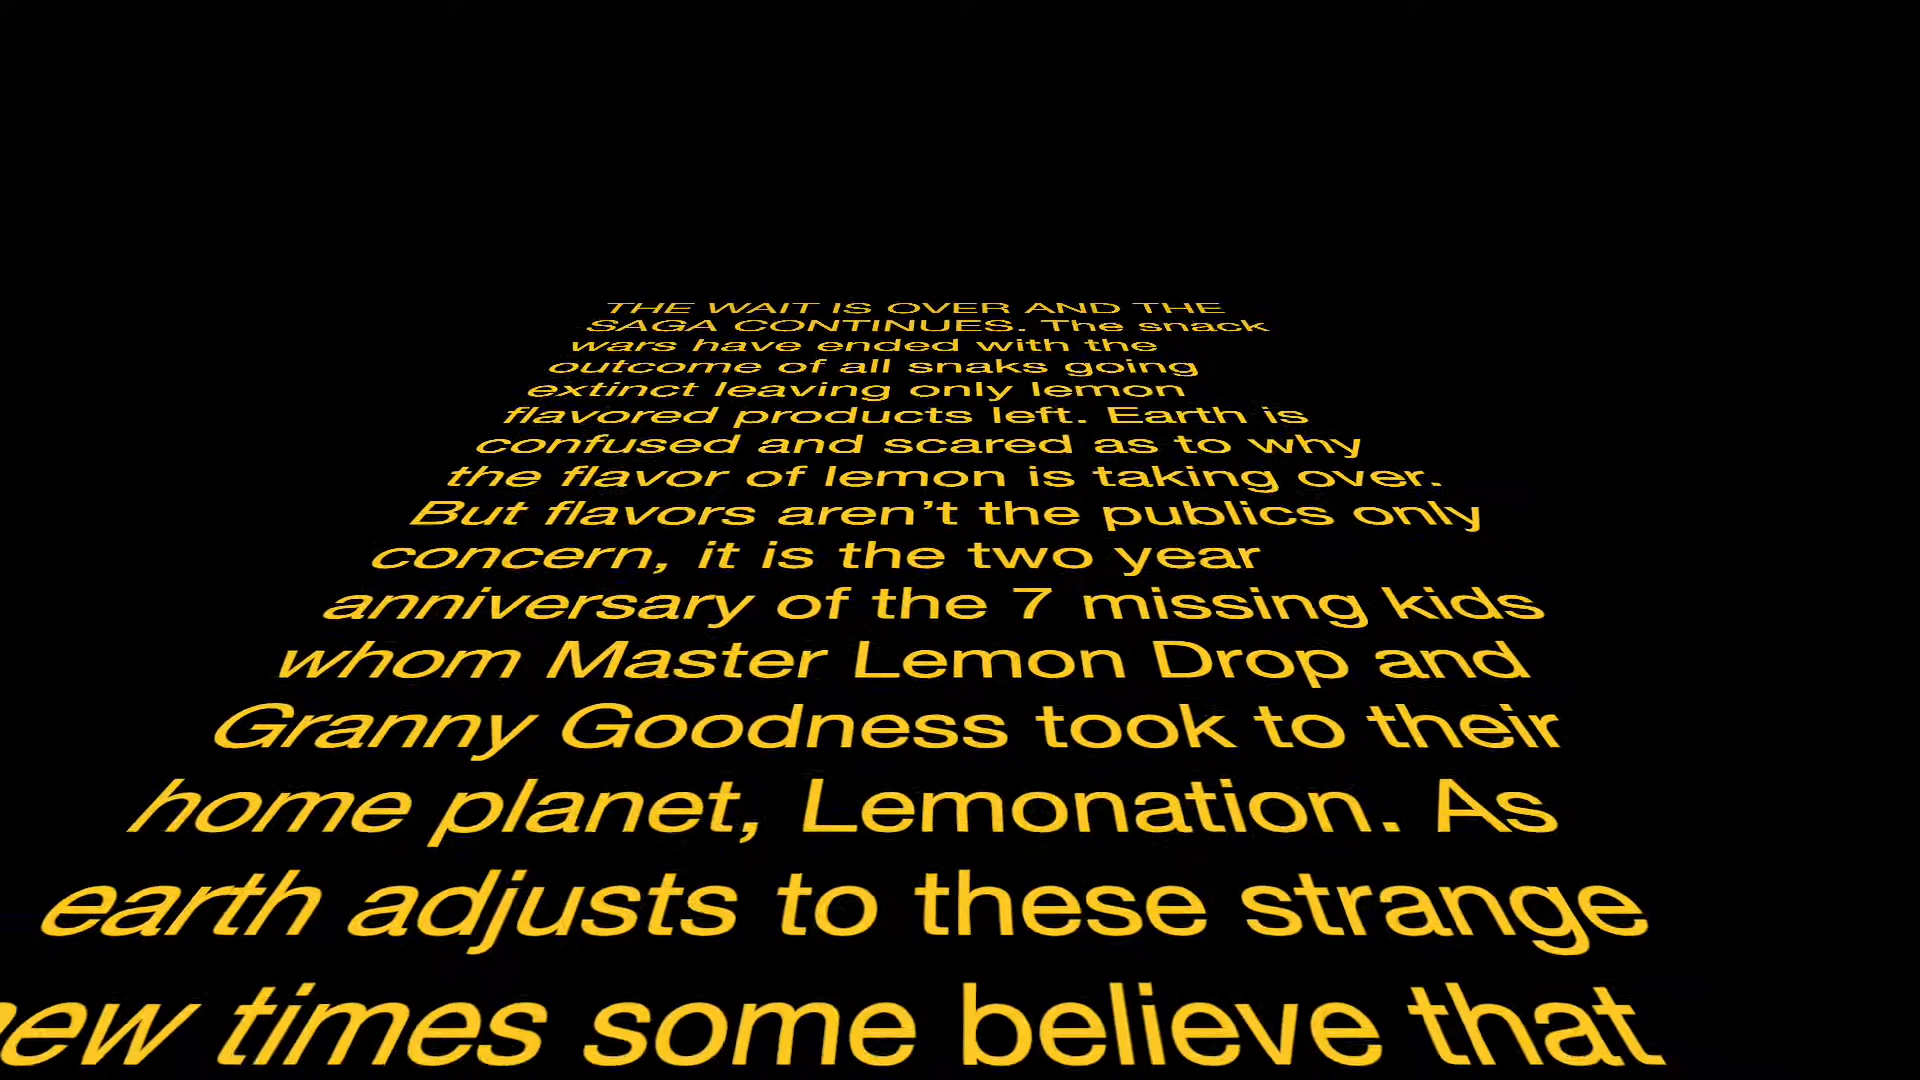 THE WAIT IS OVER AND THE
SAGA CONTINUES. The snack
wars have ended with the
outcome of all snaks going
extinct leaving only lemon
flavored products left. Earth is
confused and scared as to why
the flavor of lemon is taking over.
But flavors aren’t the publics only
concern, it is the two year
anniversary of the 7 missing kids
whom Master Lemon Drop and
Granny Goodness took to their
home planet, Lemonation. As
earth adjusts to these strange
new times some believe that